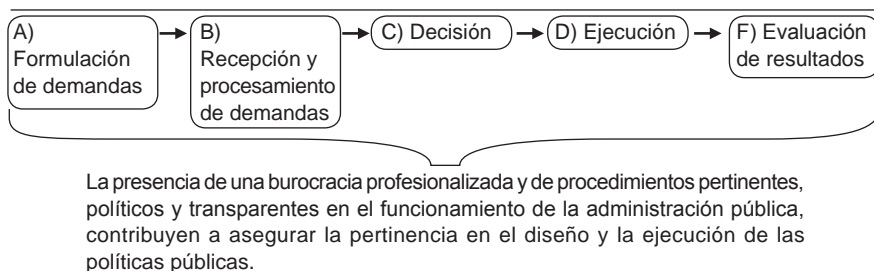 A)
Formulación
de demandas
B)
Recepción y
procesamiento
de demandas
C) Decisión
D) Ejecución
F) Evaluación
de resultados
La presencia de una burocracia profesionalizada y de procedimientos pertinentes,
políticos y transparentes en el funcionamiento de la administración pública,
contribuyen a asegurar la pertinencia en el diseño y la ejecución de las
políticas públicas.